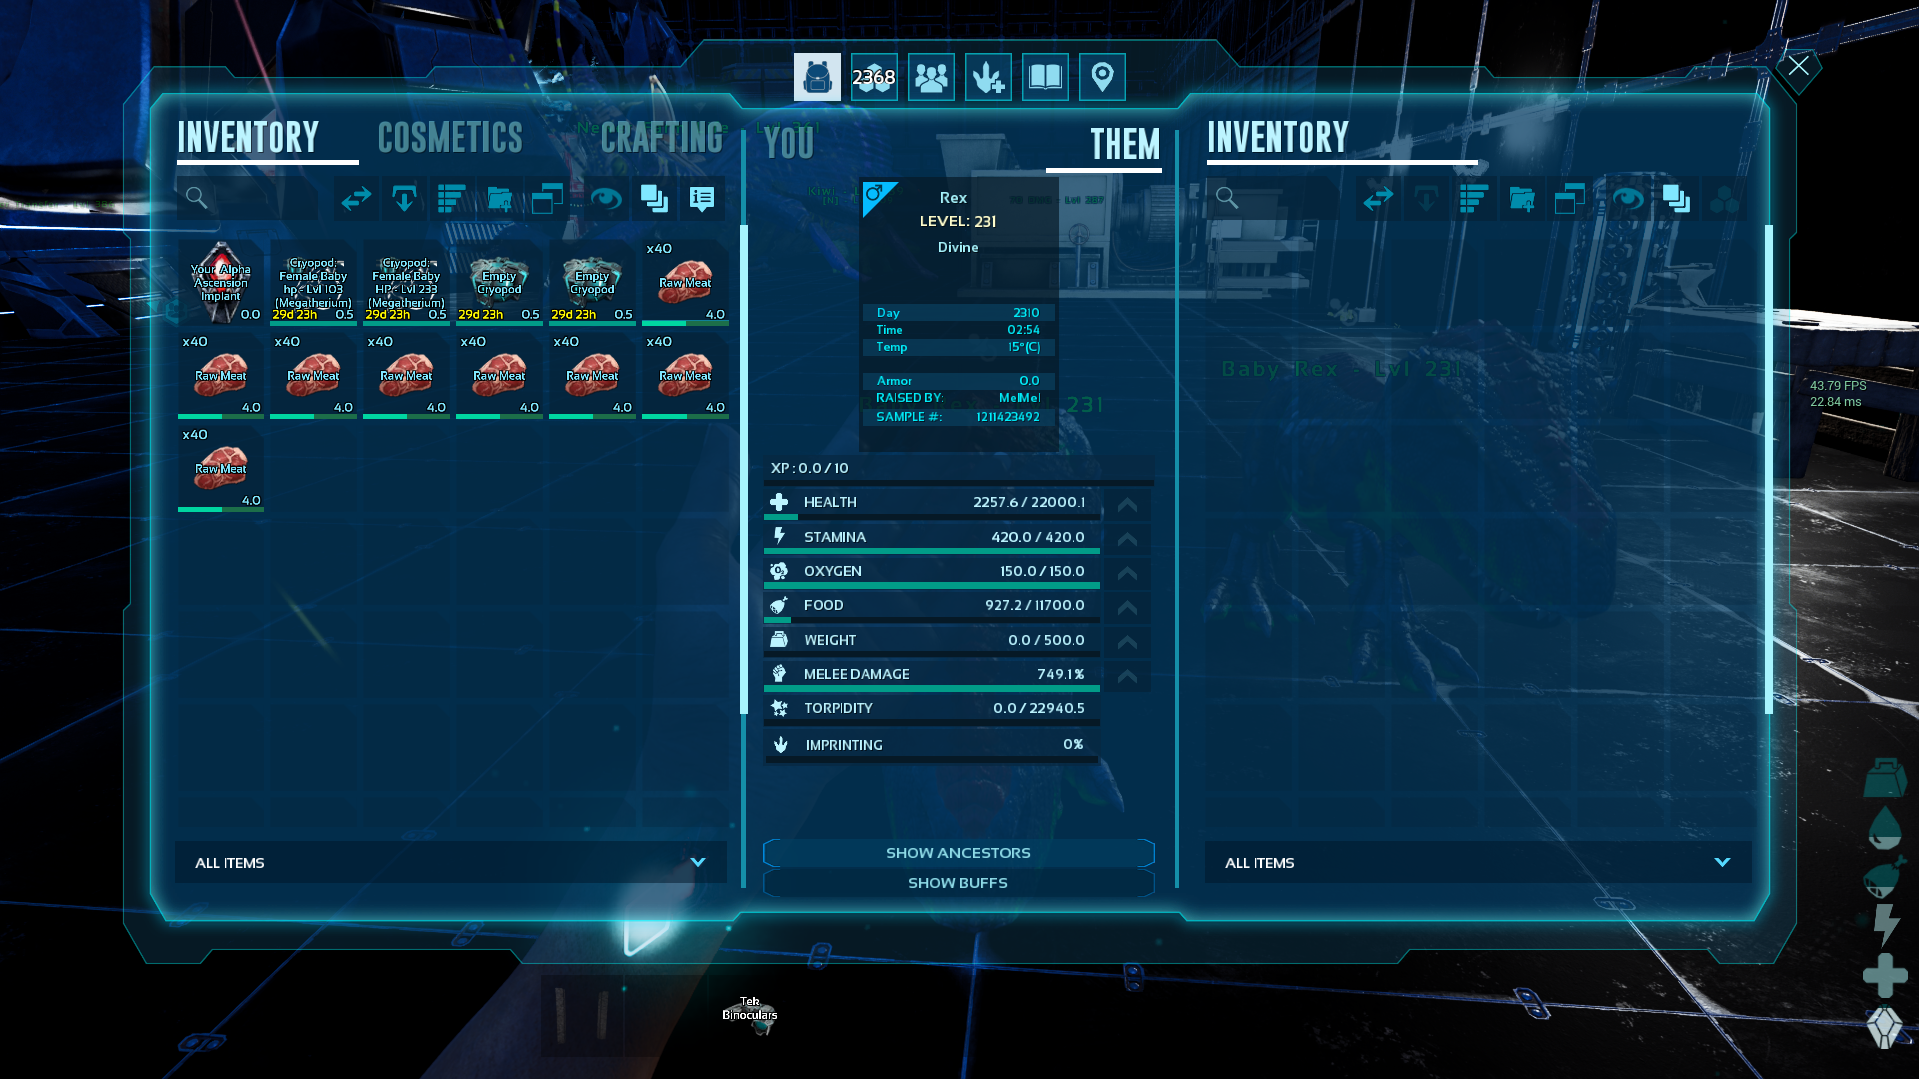 2368
INVENTORY
COSMETICS
CRAFTING
YOU
THEM
INVENTORY
Your Alpha
Ascension
Implant
0.0
Cryopod:
Female Baby
hp - Lvl 103
(Megatherium)
29d 23h
0.5
Cryopod:
Female Baby
HP - Lvl 233
(Megatherium)
29d 23h
0.5
Empty
Cryopod
29d 23h
0.5
Empty
Cryopod
29d 23h
0.5
x40
Raw Meat
4.0
x40
Raw Meat
4.0
x40
Raw Meat
4.0
x40
Raw Meat
4.0
x40
Raw Meat
4.0
x40
Raw Meat
4.0
x40
Raw Meat
4.0
x40
Raw Meat
4.0
ALL ITEMS
Rex
LEVEL: 231
Divine
Day 2310
Time 02:54
Temp 15°(C)
Armor 0.0
RAISED BY: MelMel
SAMPLE #: 1211423492
231
XP: 0.0 / 10
HEALTH 2257.6 / 22000.1
STAMINA 420.0 / 420.0
OXYGEN 150.0 / 150.0
FOOD 927.2 / 11700.0
WEIGHT 0.0 / 500.0
MELEE DAMAGE 749.1%
TORPIDITY 0.0 / 22940.5
IMPRINTING 0%
SHOW ANCESTORS
SHOW BUFFS
Baby Rex - Lvl 231
ALL ITEMS
43.79 FPS
22.84 ms
Tek
Binoculars